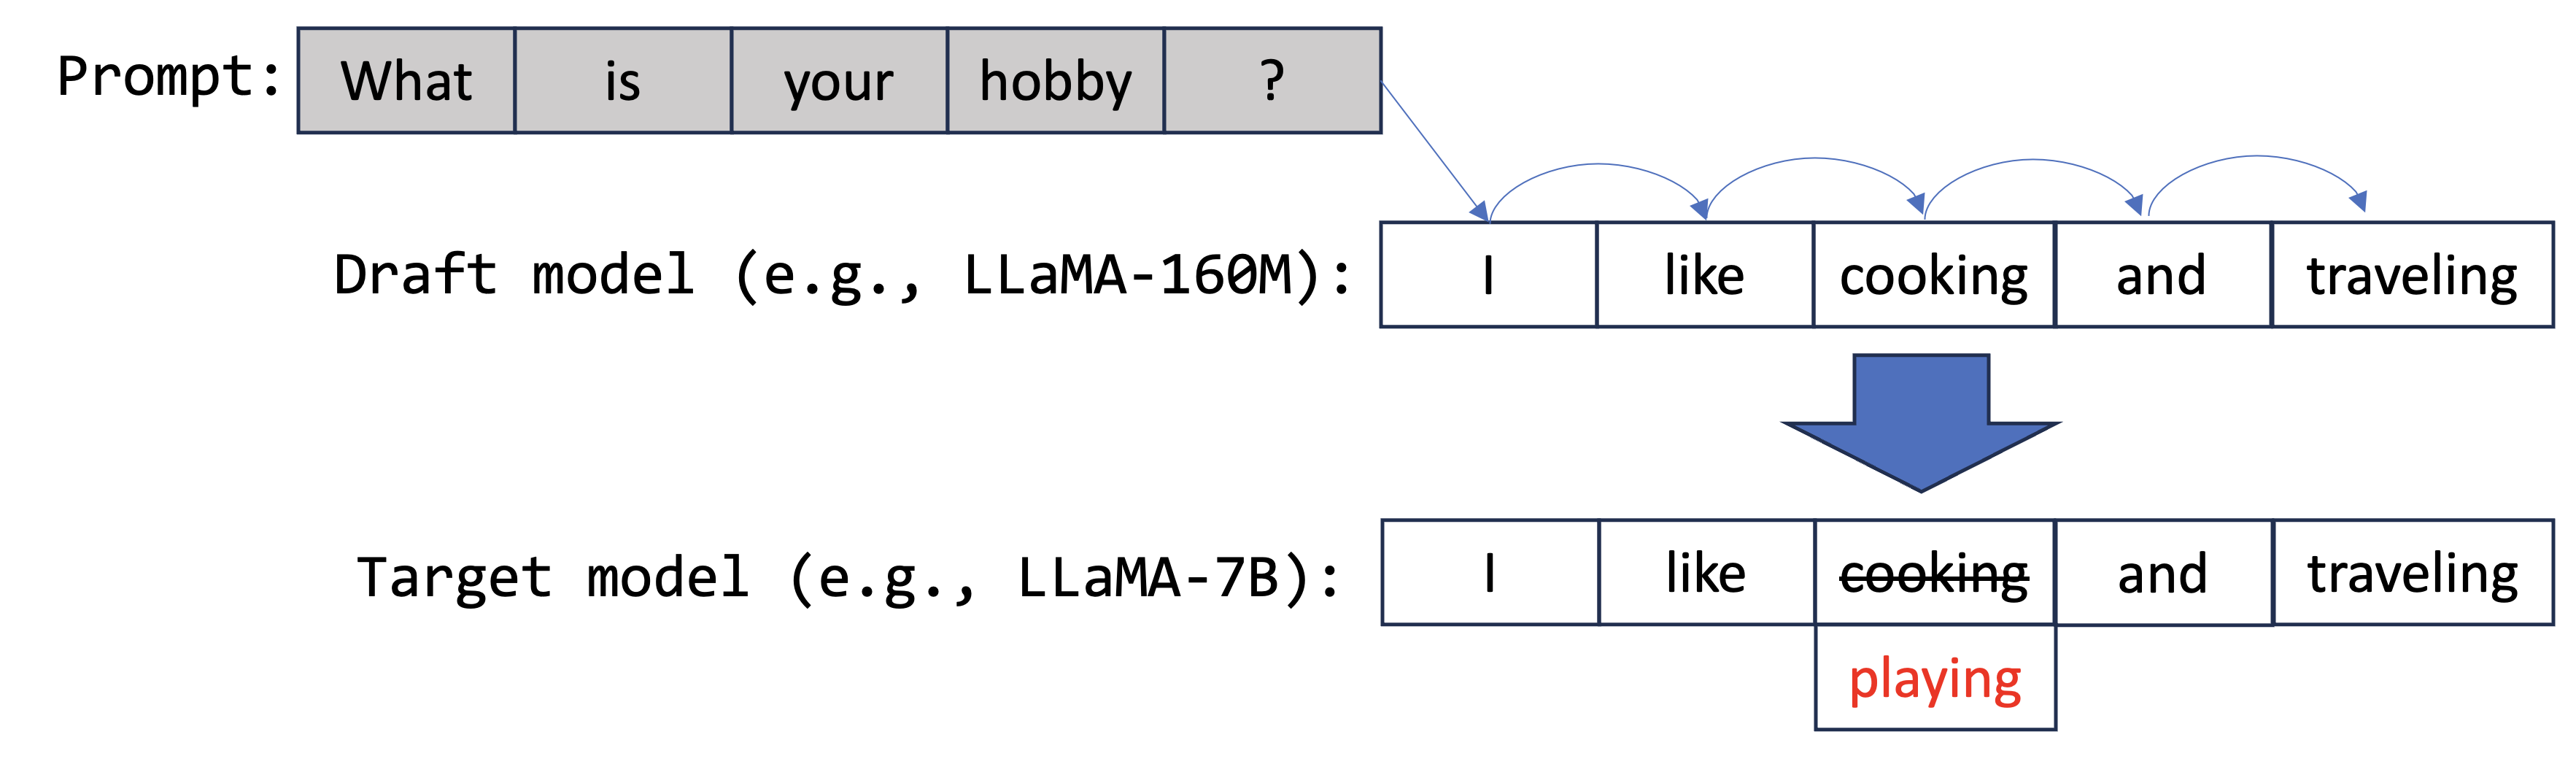 Prompt: What is your hobby ?
Draft model (e.g., LLaMA-160M): I like cooking and traveling
Target model (e.g., LLaMA-7B): I like cooking and traveling
playing